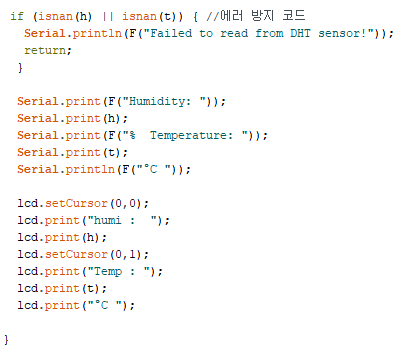 if (isnan(h) || isnan(t)) { //에러 방지 코드
Serial.println(F("Failed to read from DHT sensor!"));
return;
}
Serial.print(F("Humidity: "));
Serial.print(h);
Serial.print(F("%  Temperature: "));
Serial.print(t);
Serial.println(F("°C "));
lcd.setCursor(0,0);
lcd.print("humi :  ");
lcd.print(h);
lcd.setCursor(0,1);
lcd.print("Temp : ");
lcd.print(t);
lcd.print("°C ");
}